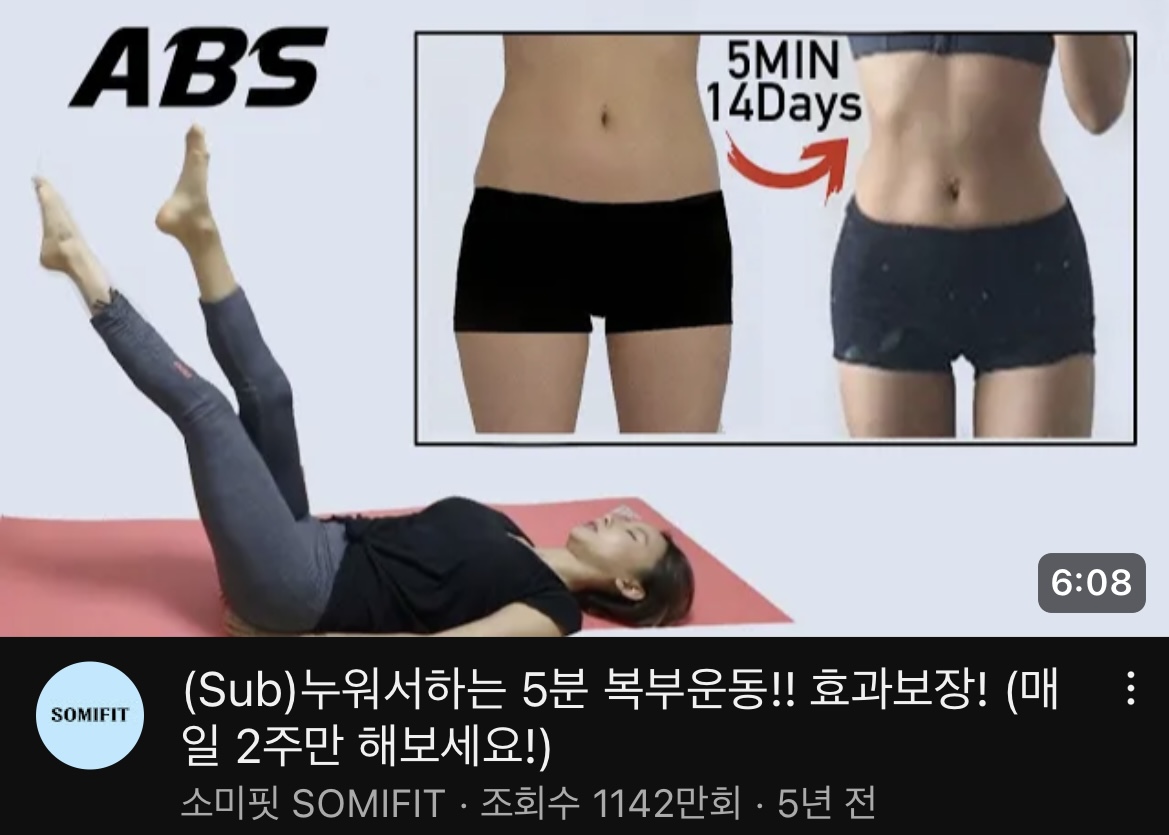 ABS
5MIN
14Days
6:08
SOMIFIT
(Sub)누워서하는 5분 복부운동!! 효과보장! (매
일 2주만 해보세요!)
소미핏 SOMIFIT · 조회수 1142만회 · 5년 전